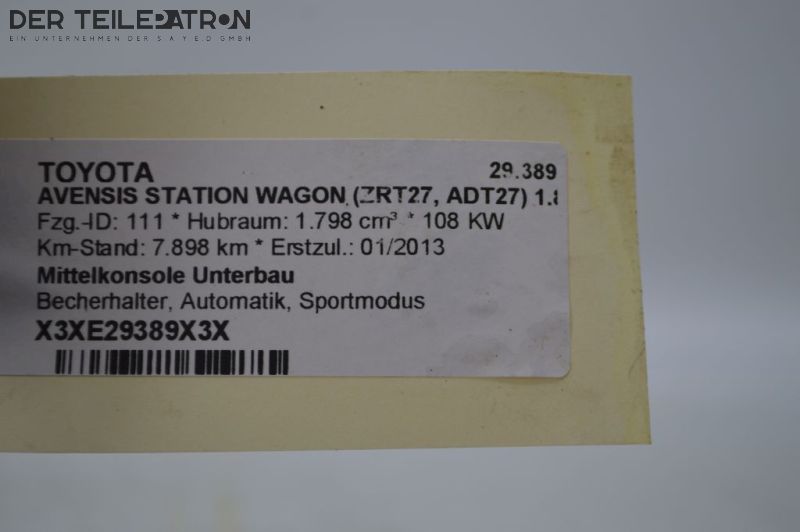 DER TEILEPATRON
EIN UNTERNEHMEN DER S A Y E D GMBH
TOYOTA 29.389
AVENSIS STATION WAGON (ZRT27, ADT27) 1.8
Fzg.-ID: 111 * Hubraum: 1.798 cm³ * 108 KW
Km-Stand: 7.898 km * Erstzul.: 01/2013
Mittelkonsole Unterbau
Becherhalter, Automatik, Sportmodus
X3XE29389X3X